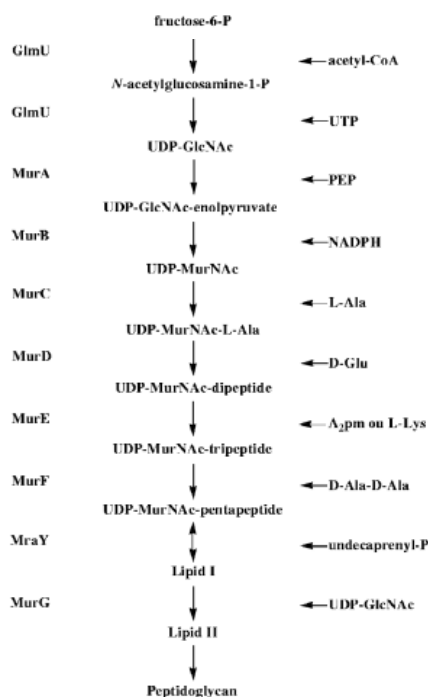 fructose-6-P
GlmU
acetyl-CoA
N-acetylglucosamine-1-P
GlmU
UTP
UDP-GlcNAc
MurA
PEP
UDP-GlcNAc-enolpyruvate
MurB
NADPH
UDP-MurNAc
MurC
L-Ala
UDP-MurNAc-L-Ala
MurD
D-Glu
UDP-MurNAc-dipeptide
MurE
A₂pm ou L-Lys
UDP-MurNAc-tripeptide
MurF
D-Ala-D-Ala
UDP-MurNAc-pentapeptide
MraY
undecaprenyl-P
Lipid I
MurG
UDP-GlcNAc
Lipid II
Peptidoglycan